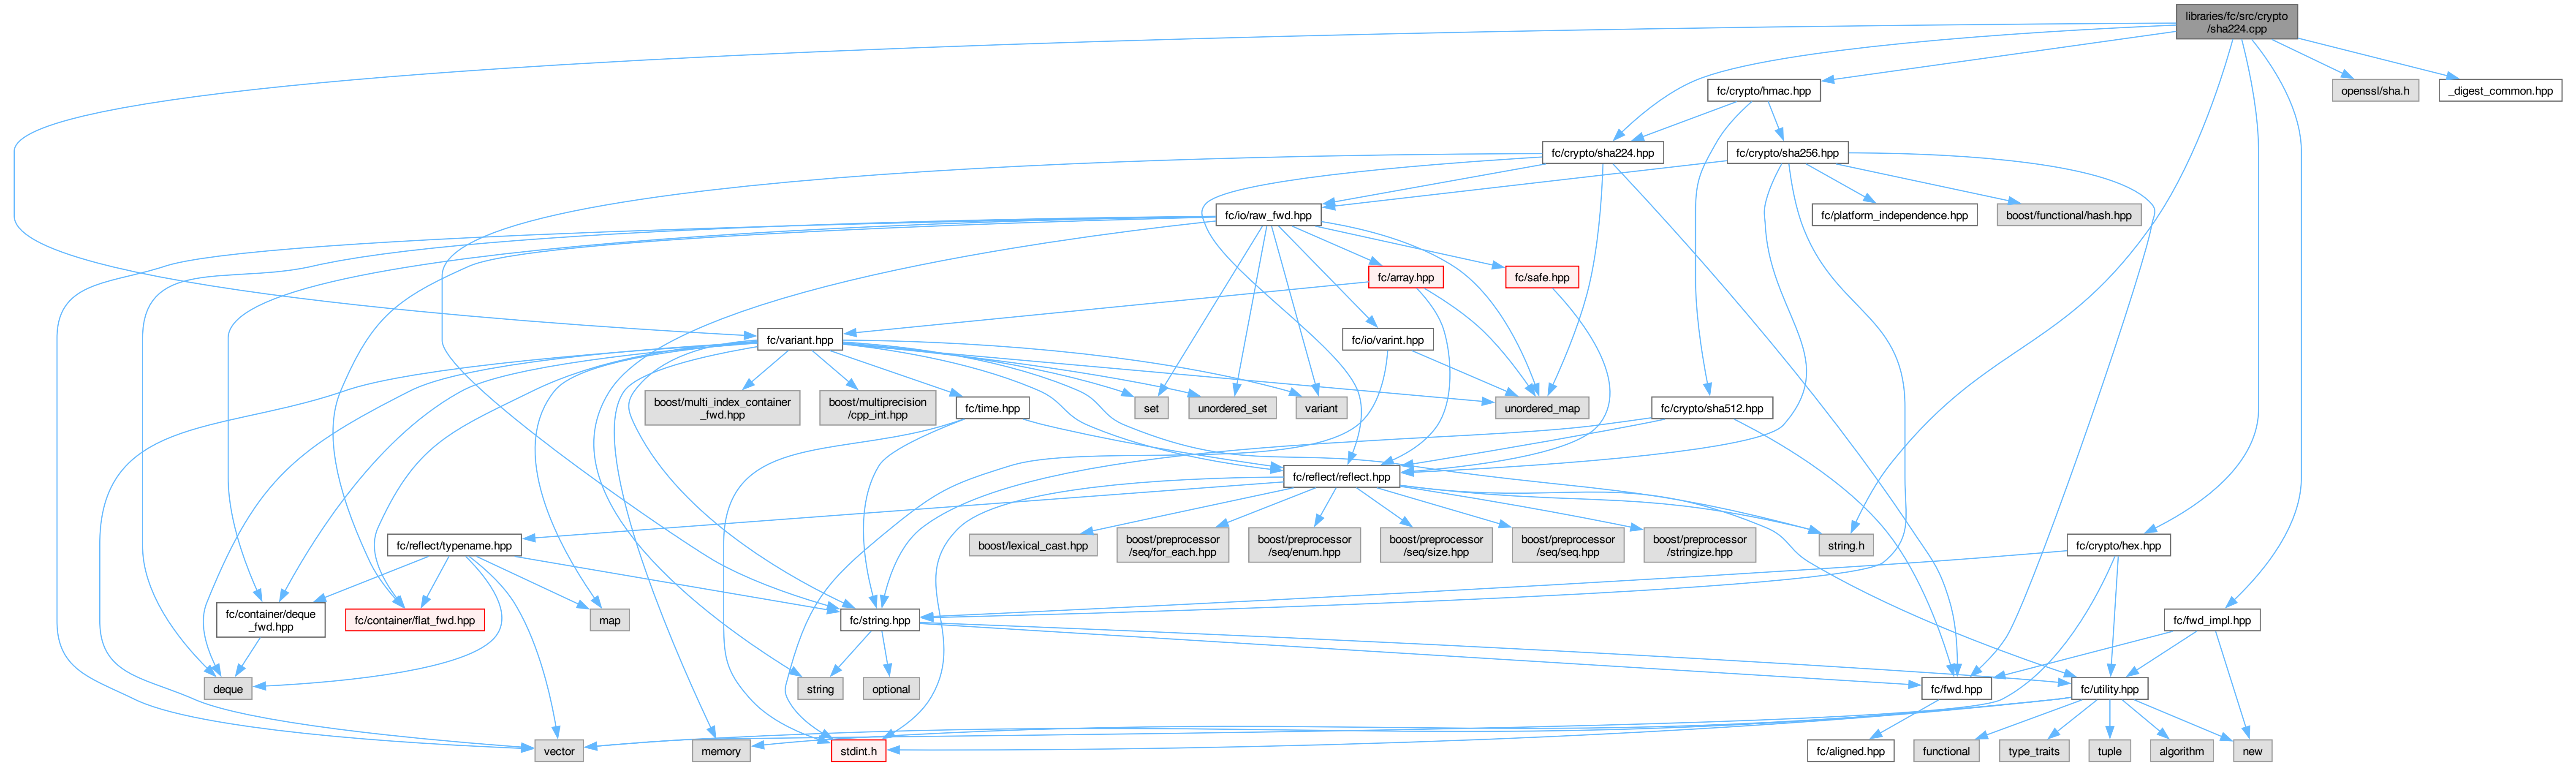 libraries/fc/src/crypto
/sha224.cpp
fc/crypto/hmac.hpp
openssl/sha.h
_digest_common.hpp
fc/crypto/sha224.hpp
fc/crypto/sha256.hpp
fc/io/raw_fwd.hpp
fc/platform_independence.hpp
boost/functional/hash.hpp
fc/array.hpp
fc/safe.hpp
fc/variant.hpp
fc/io/varint.hpp
boost/multi_index_container
_fwd.hpp
boost/multiprecision
/cpp_int.hpp
fc/time.hpp
set
unordered_set
variant
unordered_map
fc/crypto/sha512.hpp
fc/reflect/reflect.hpp
fc/reflect/typename.hpp
boost/lexical_cast.hpp
boost/preprocessor
/seq/for_each.hpp
boost/preprocessor
/seq/enum.hpp
boost/preprocessor
/seq/size.hpp
boost/preprocessor
/seq/seq.hpp
boost/preprocessor
/stringize.hpp
string.h
fc/crypto/hex.hpp
fc/container/deque
_fwd.hpp
fc/container/flat_fwd.hpp
map
fc/string.hpp
fc/fwd_impl.hpp
deque
string
optional
fc/fwd.hpp
fc/utility.hpp
vector
memory
stdint.h
fc/aligned.hpp
functional
type_traits
tuple
algorithm
new